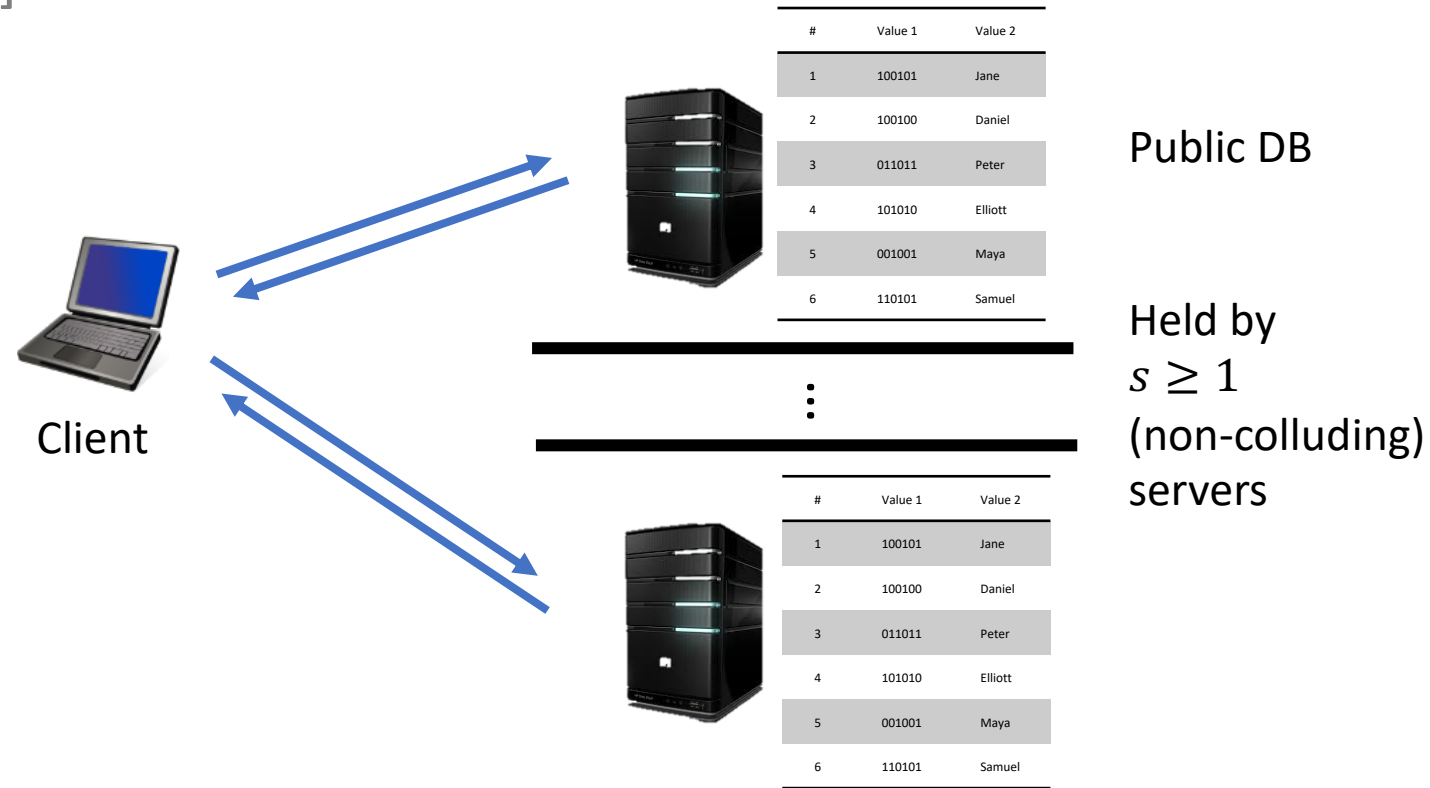 ]
# Value 1 Value 2
1 100101 Jane
2 100100 Daniel
3 011011 Peter
4 101010 Elliott
5 001001 Maya
6 110101 Samuel
Public DB
Client
⋮
Held by
s ≥ 1
(non-colluding)
servers
# Value 1 Value 2
1 100101 Jane
2 100100 Daniel
3 011011 Peter
4 101010 Elliott
5 001001 Maya
6 110101 Samuel